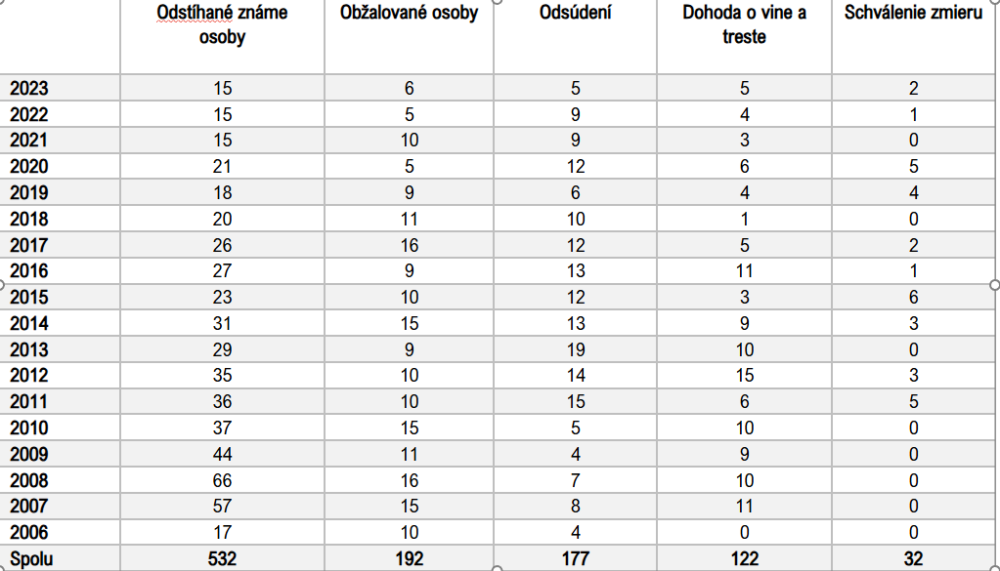 Odstíhané známe osoby Obžalované osoby Odsúdení Dohoda o vine a treste Schválenie zmieru
2023 15 6 5 5 2
2022 15 5 9 4 1
2021 15 10 9 3 0
2020 21 5 12 6 5
2019 18 9 6 4 4
2018 20 11 10 1 0
2017 26 16 12 5 2
2016 27 9 13 11 1
2015 23 10 12 3 6
2014 31 15 13 9 3
2013 29 9 19 10 0
2012 35 10 14 15 3
2011 36 10 15 6 5
2010 37 15 5 10 0
2009 44 11 4 9 0
2008 66 16 7 10 0
2007 57 15 8 11 0
2006 17 10 4 0 0
Spolu 532 192 177 122 32